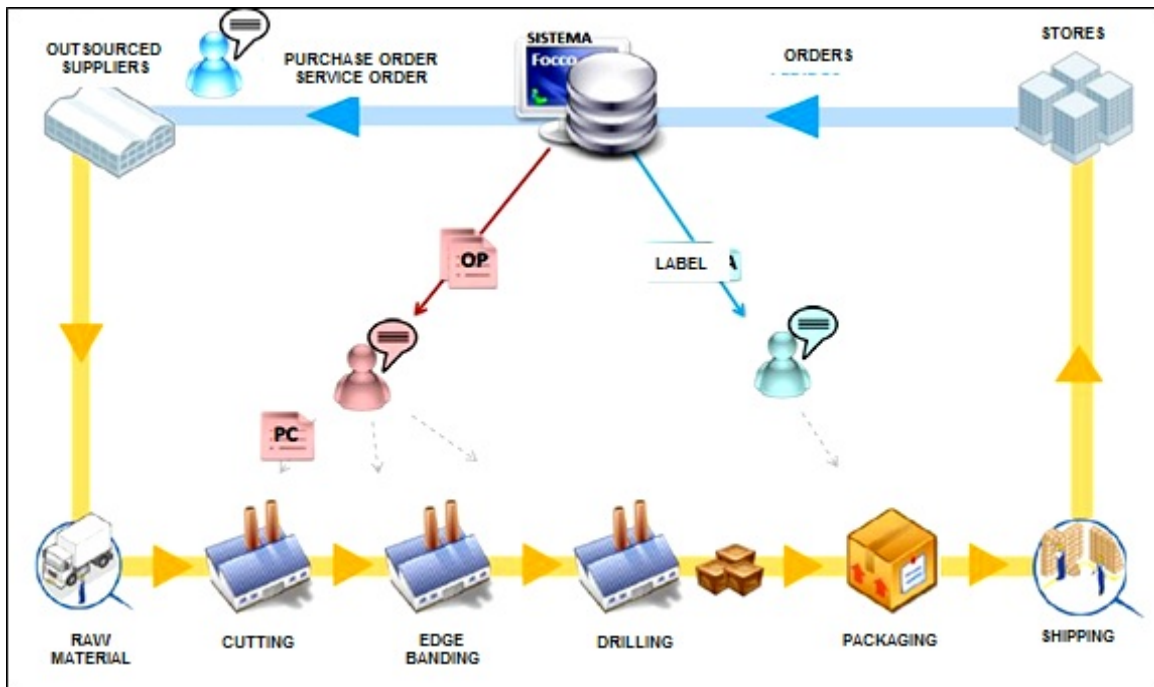 SISTEMA
Focco
OUTSOURCED
SUPPLIERS
PURCHASE ORDER
SERVICE ORDER
ORDERS
STORES
OP
LABEL
A
PC
RAW
MATERIAL
CUTTING
EDGE
BANDING
DRILLING
PACKAGING
SHIPPING